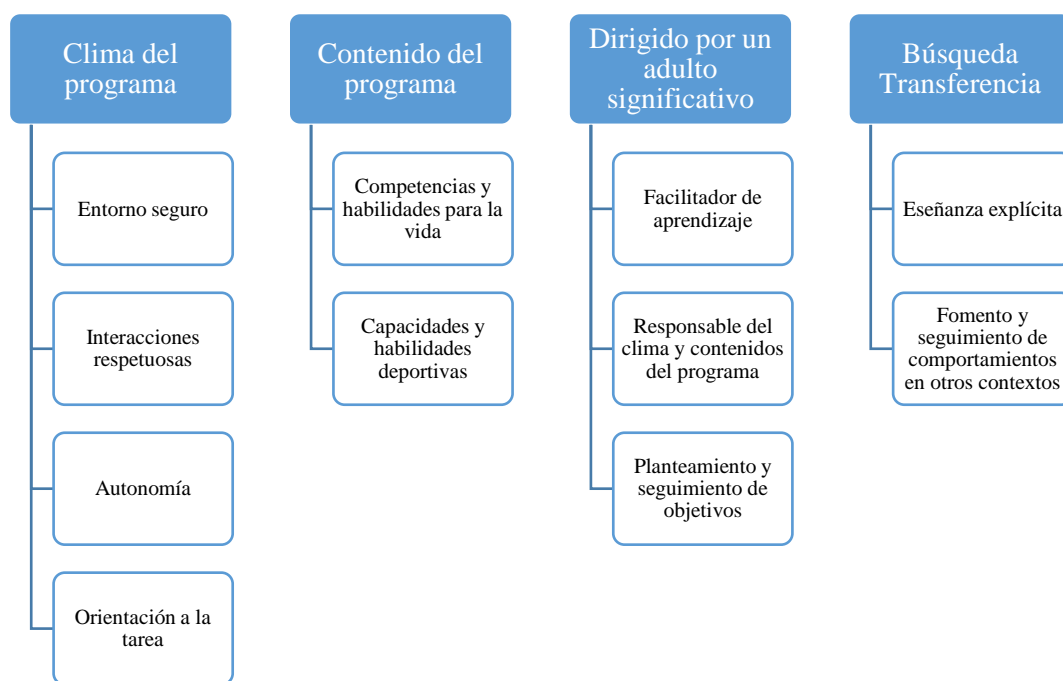 Clima del
programa
Entorno seguro
Interacciones
respetuosas
Autonomía
Orientación a la
tarea
Contenido del
programa
Competencias y
habilidades para la
vida
Capacidades y
habilidades
deportivas
Dirigido por un
adulto
significativo
Facilitador de
aprendizaje
Responsable del
clima y contenidos
del programa
Planteamiento y
seguimiento de
objetivos
Búsqueda
Transferencia
Eseñanza explícita
Fomento y
seguimiento de
comportamientos
en otros contextos